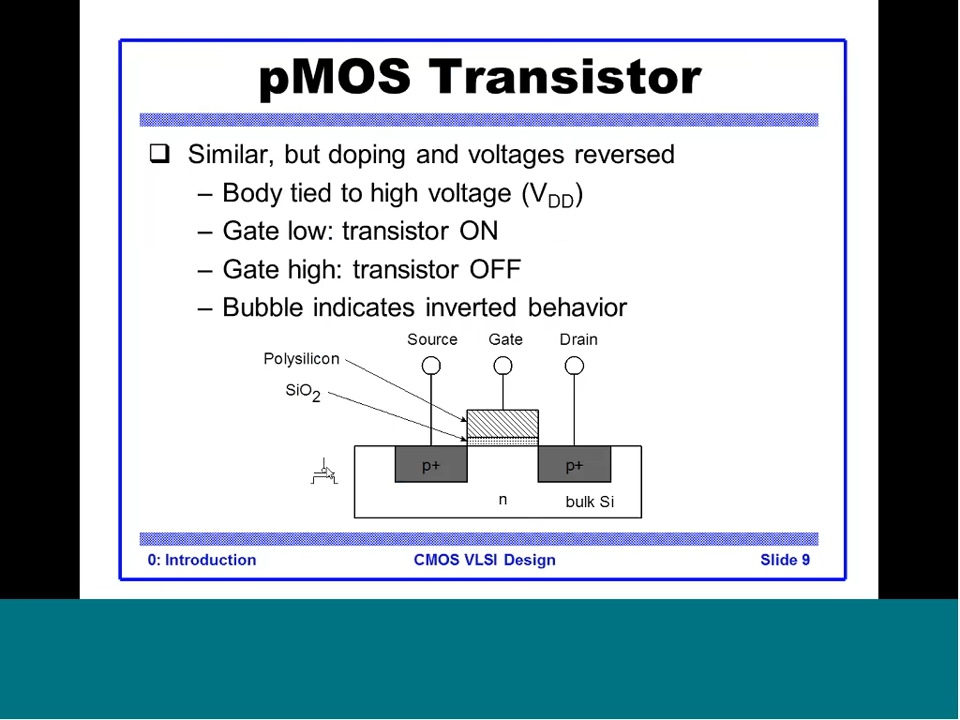 pMOS Transistor
❑ Similar, but doping and voltages reversed
– Body tied to high voltage (VDD)
– Gate low: transistor ON
– Gate high: transistor OFF
– Bubble indicates inverted behavior
Source Gate Drain
Polysilicon
SiO2
p+ p+
n bulk Si
0: Introduction CMOS VLSI Design Slide 9